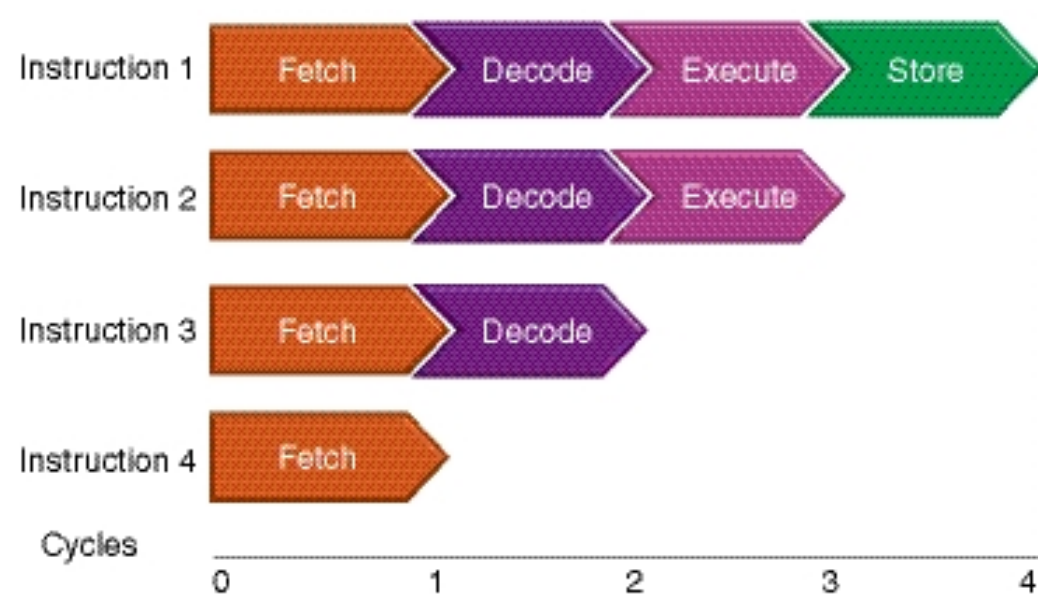 Instruction 1 Fetch Decode Execute Store
Instruction 2 Fetch Decode Execute
Instruction 3 Fetch Decode
Instruction 4 Fetch
Cycles
0 1 2 3 4